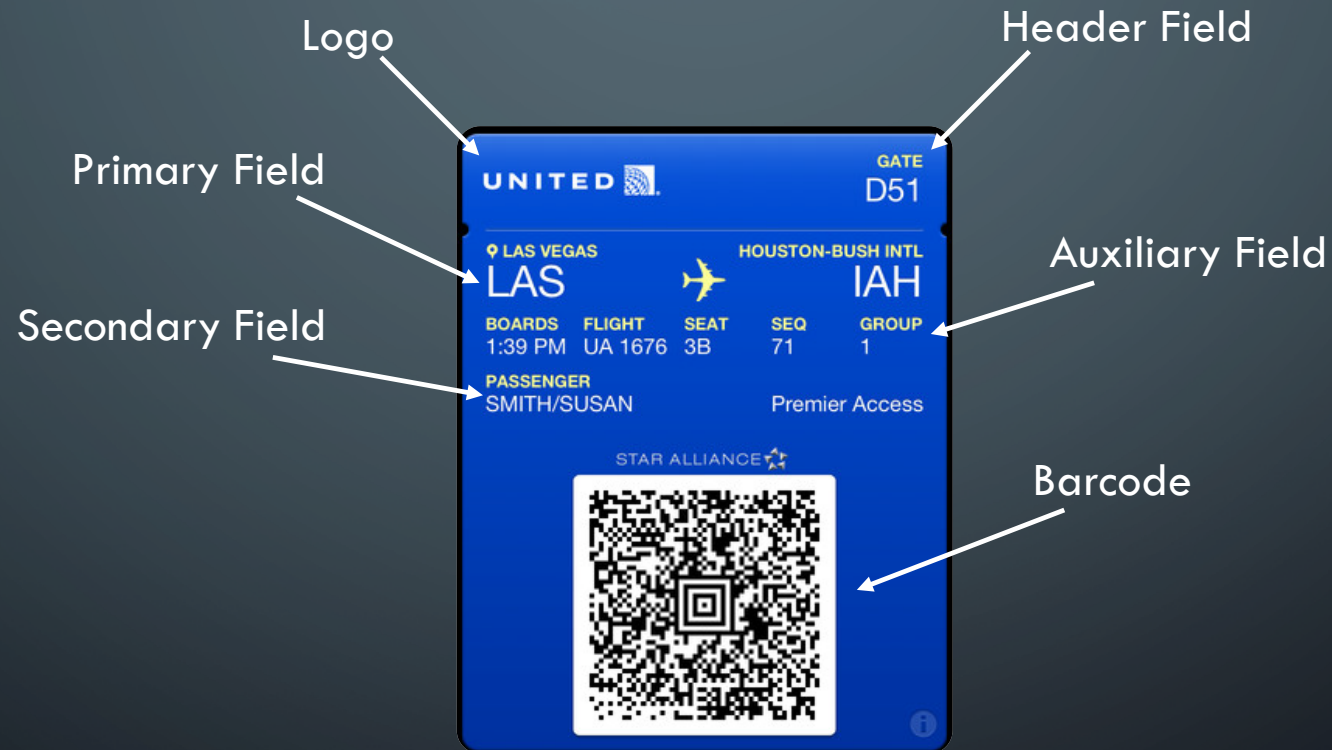 Logo
Header Field
Primary Field
UNITED
GATE
D51
LAS VEGAS
HOUSTON-BUSH INTL
LAS
IAH
Auxiliary Field
Secondary Field
BOARDS FLIGHT SEAT SEQ GROUP
1:39 PM UA 1676 3B 71 1
PASSENGER
SMITH/SUSAN Premier Access
STAR ALLIANCE
Barcode
i